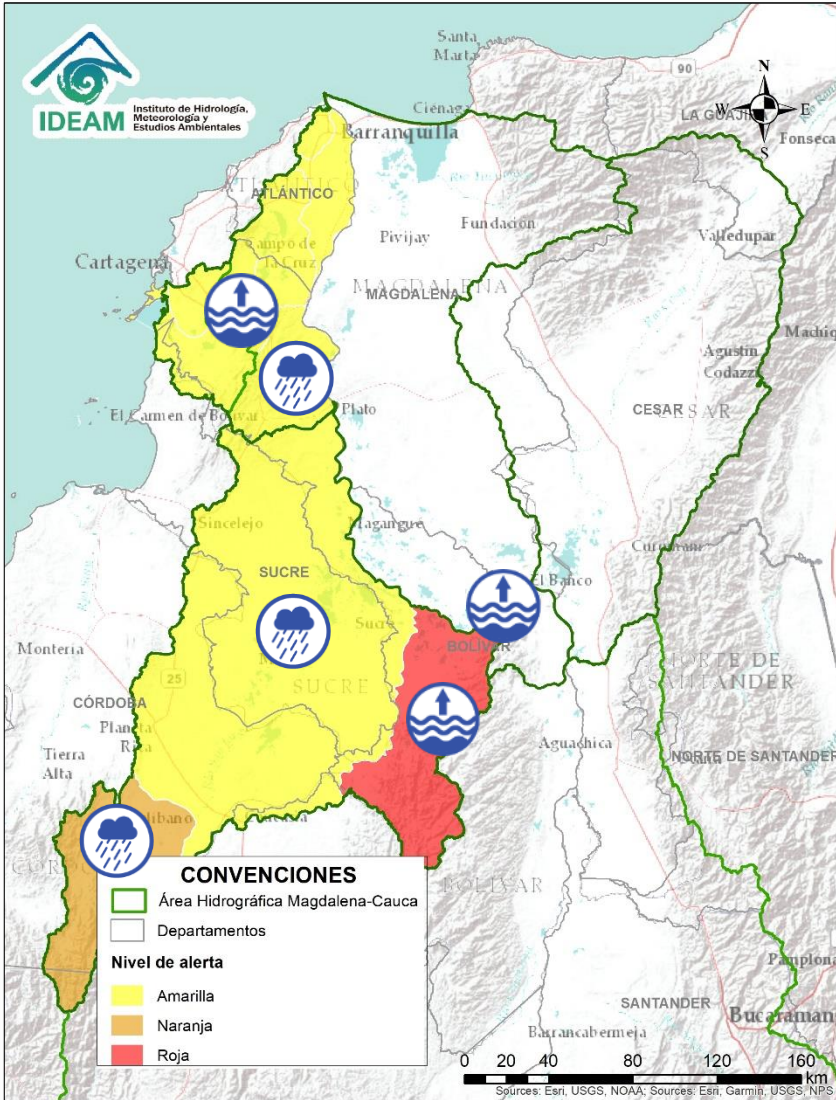 IDEAM
Instituto de Hidrología,
Meteorología y
Estudios Ambientales
Santa
Marta
90
N
W
E
S
Ciénaga
Barranquilla
LA GUAJIRA
Fonseca
ATLÁNTICO
Pivijay
Fundación
Valledupar
Campo de
la Cruz
Cartagena
MAGDALENA
MAGDALENA
Agustín
Codazzi
CESAR
CESAR
El Carmen de Bolívar
Plato
Sincelejo
Magangue
Curumaní
SUCRE
El Banco
Sucre
BOLÍVAR
Montería
25
SUCRE
NORTE DE
SANTANDER
CÓRDOBA
Planeta
Rica
Tierra
Alta
Aguachica
NORTE DE SANTANDER
BOLÍVAR
CONVENCIONES
Área Hidrográfica Magdalena-Cauca
Departamentos
Nivel de alerta
Amarilla
Naranja
Roja
Pamplona
SANTANDER
Bucaraman
Barrancabermeja
0 20 40 80 120 160
km
Sources: Esri, USGS, NOAA; Sources: Esri, Garmin, USGS, NPS